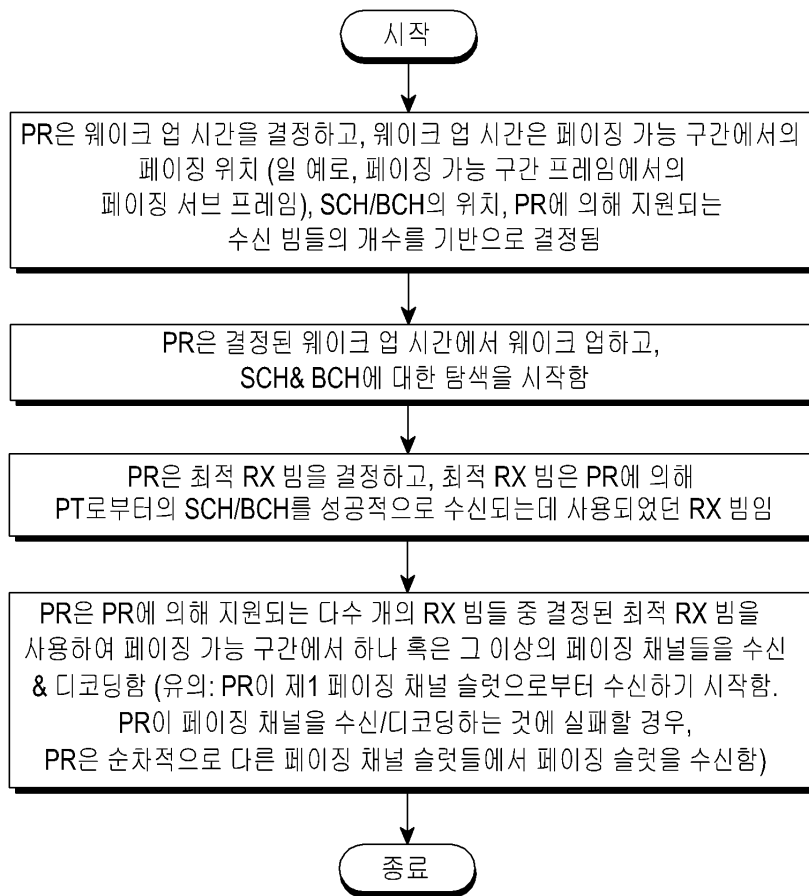 시작
PR은 웨이크 업 시간을 결정하고, 웨이크 업 시간은 페이징 가능 구간에서의
페이징 위치 (일 예로, 페이징 가능 구간 프레임에서의
페이징 서브 프레임), SCH/BCH의 위치, PR에 의해 지원되는
수신 빔들의 개수를 기반으로 결정됨
PR은 결정된 웨이크 업 시간에서 웨이크 업하고,
SCH& BCH에 대한 탐색을 시작함
PR은 최적 RX 빔을 결정하고, 최적 RX 빔은 PR에 의해
PT로부터의 SCH/BCH를 성공적으로 수신되는데 사용되었던 RX 빔임
PR은 PR에 의해 지원되는 다수 개의 RX 빔들 중 결정된 최적 RX 빔을
사용하여 페이징 가능 구간에서 하나 혹은 그 이상의 페이징 채널들을 수신
& 디코딩함 (유의: PR이 제1 페이징 채널 슬럿으로부터 수신하기 시작함.
PR이 페이징 채널을 수신/디코딩하는 것에 실패할 경우,
PR은 순차적으로 다른 페이징 채널 슬럿들에서 페이징 슬럿을 수신함)
종료